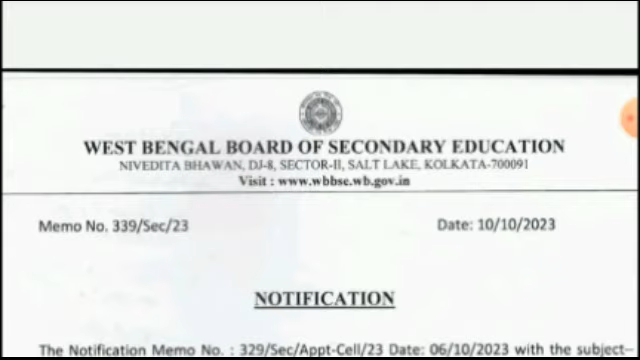 WEST BENGAL BOARD OF SECONDARY EDUCATION
NIVEDITA BHAWAN, DJ-8, SECTOR-II, SALT LAKE, KOLKATA-700091
Visit : www.wbbse.wb.gov.in
Memo No. 339/Sec/23 Date: 10/10/2023
NOTIFICATION
The Notification Memo No. : 329/Sec/Appt-Cell/23 Date: 06/10/2023 with the subject--